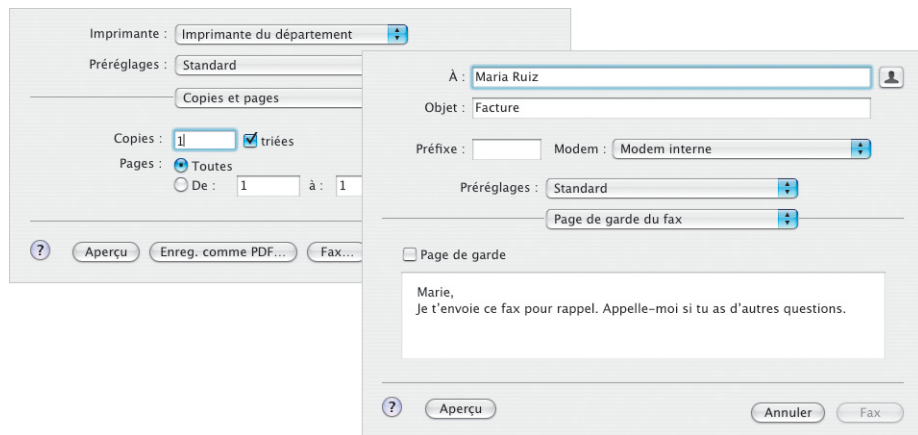 Imprimante : Imprimante du département
Préréglages : Standard
Copies et pages
Copies : 1 triées
Pages : Toutes
De : 1 à : 1
? Aperçu Enreg. comme PDF... Fax...
À : Maria Ruiz
Objet : Facture
Préfixe : Modem : Modem interne
Préréglages : Standard
Page de garde du fax
Page de garde
Marie,
Je t'envoie ce fax pour rappel. Appelle-moi si tu as d'autres questions.
? Aperçu Annuler Fax